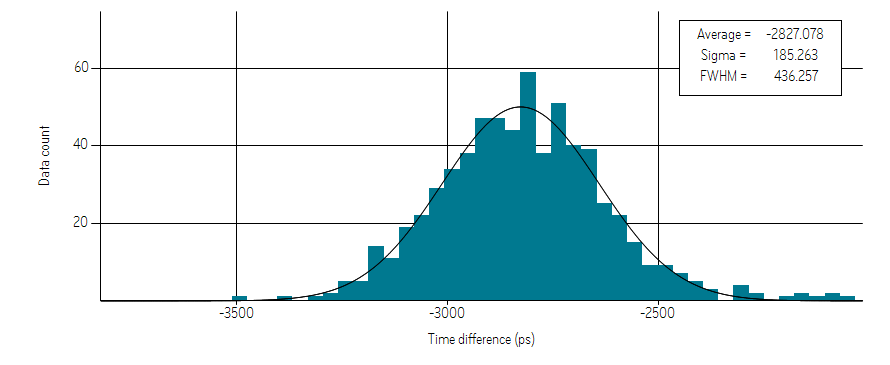 Average = -2827.078
Sigma = 185.263
FWHM = 436.257
60
40
20
Data count
-3500 -3000 -2500
Time difference (ps)